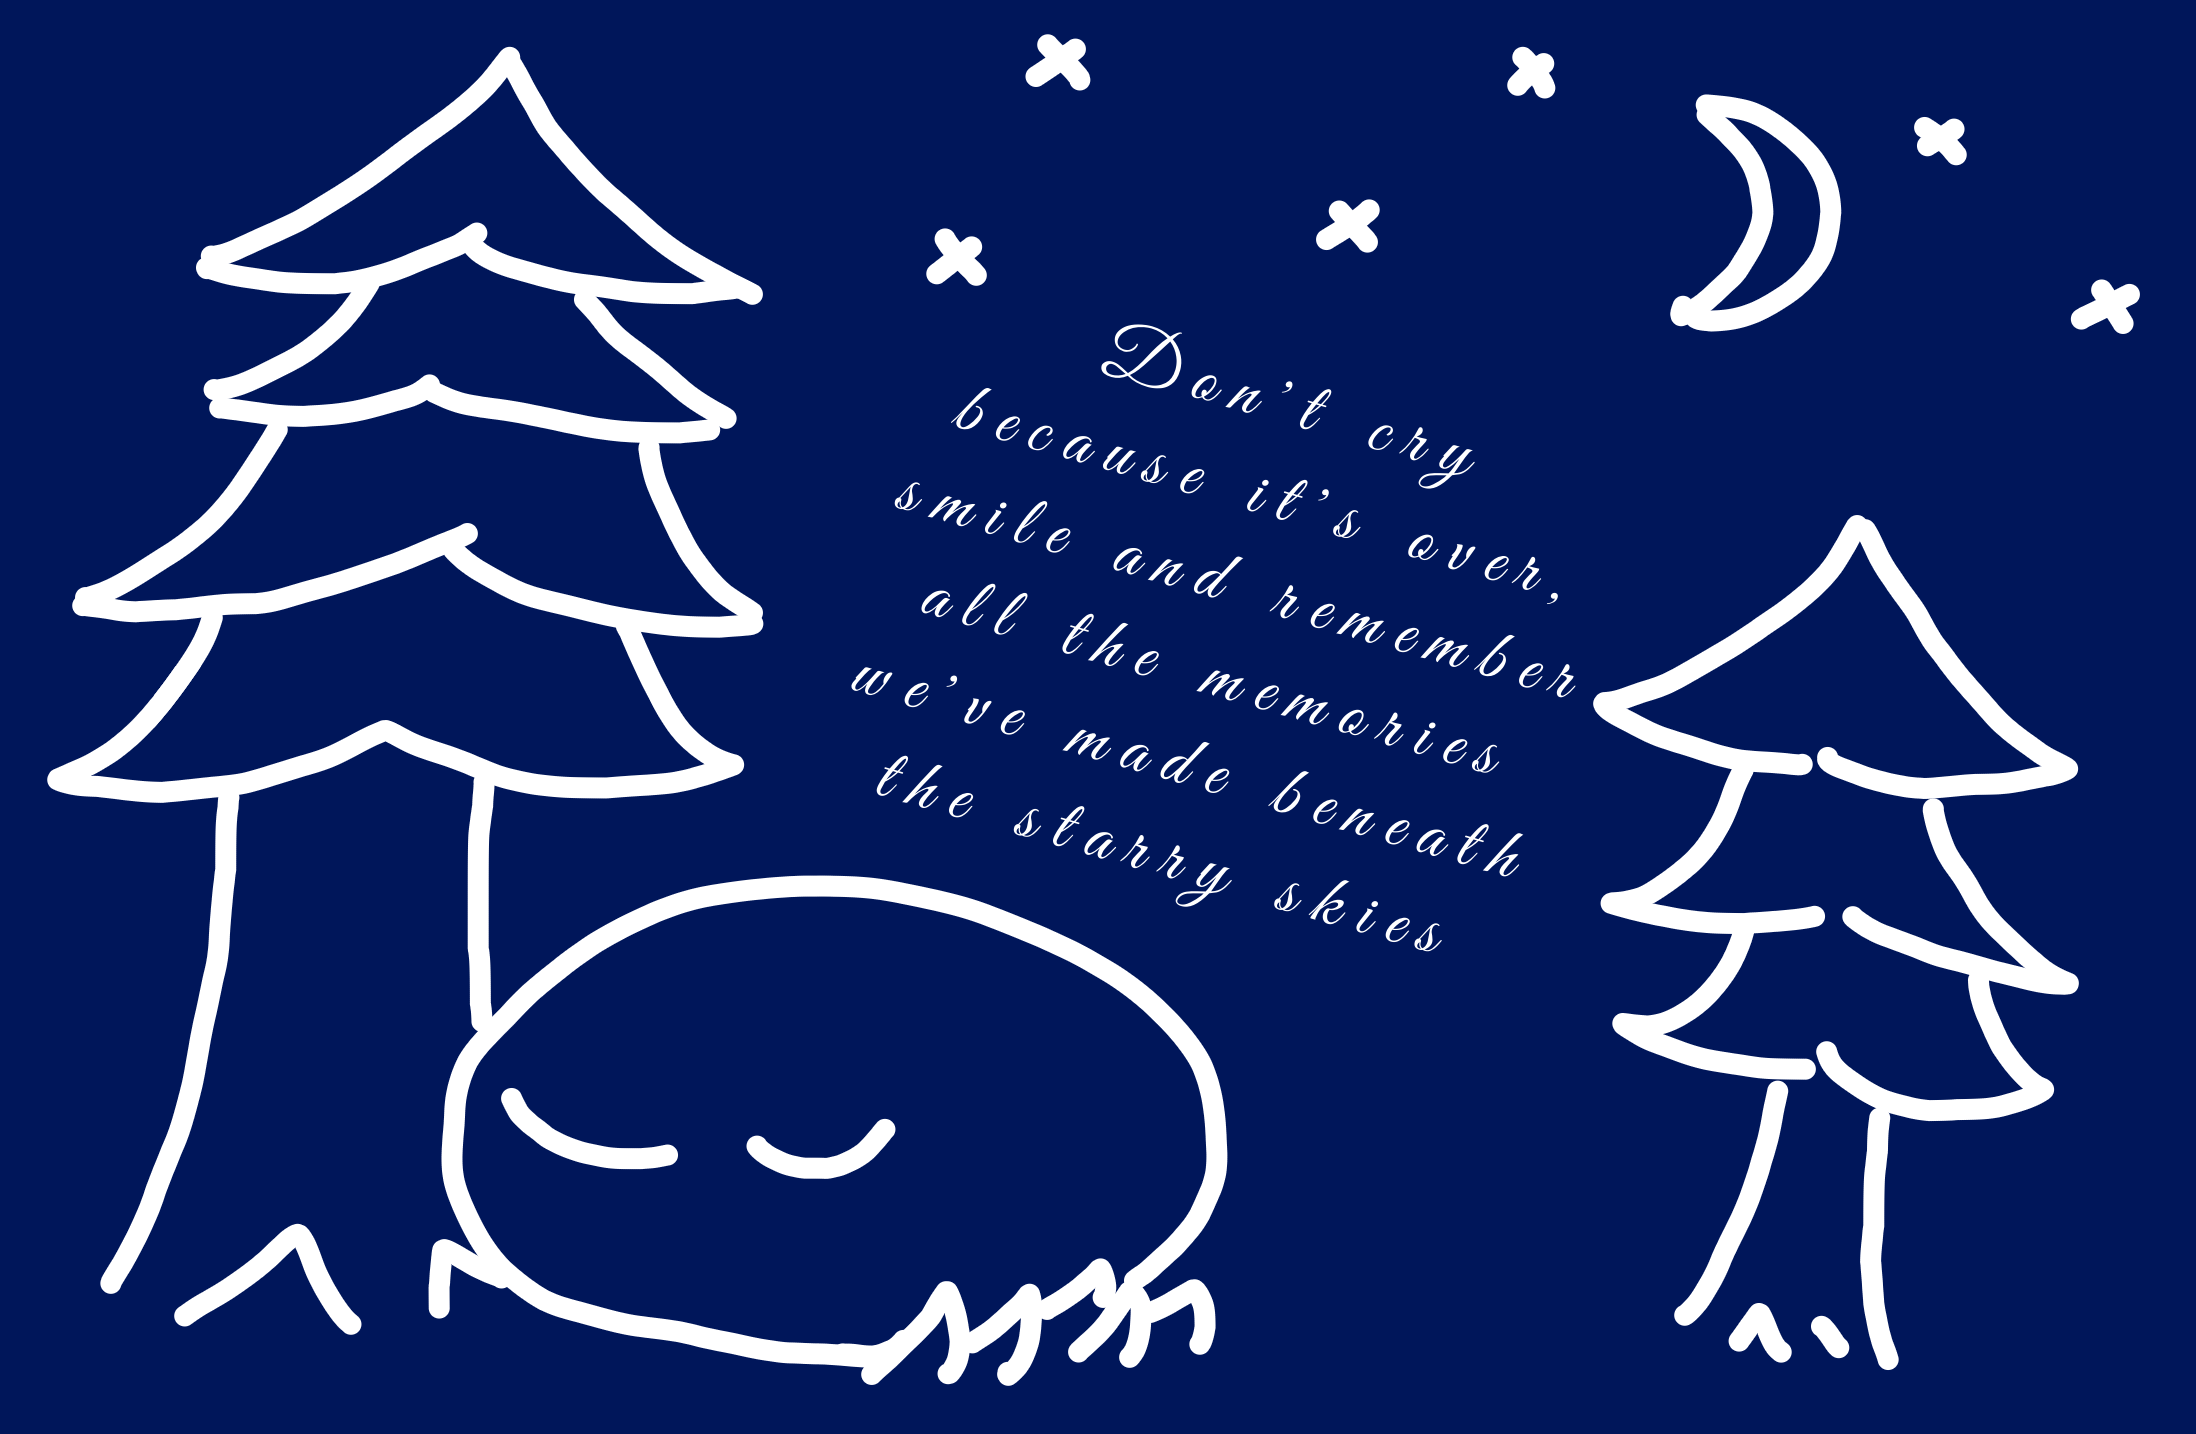 Don't cry
because it's over,
smile and remember
all the memories
we've made beneath
the starry skies